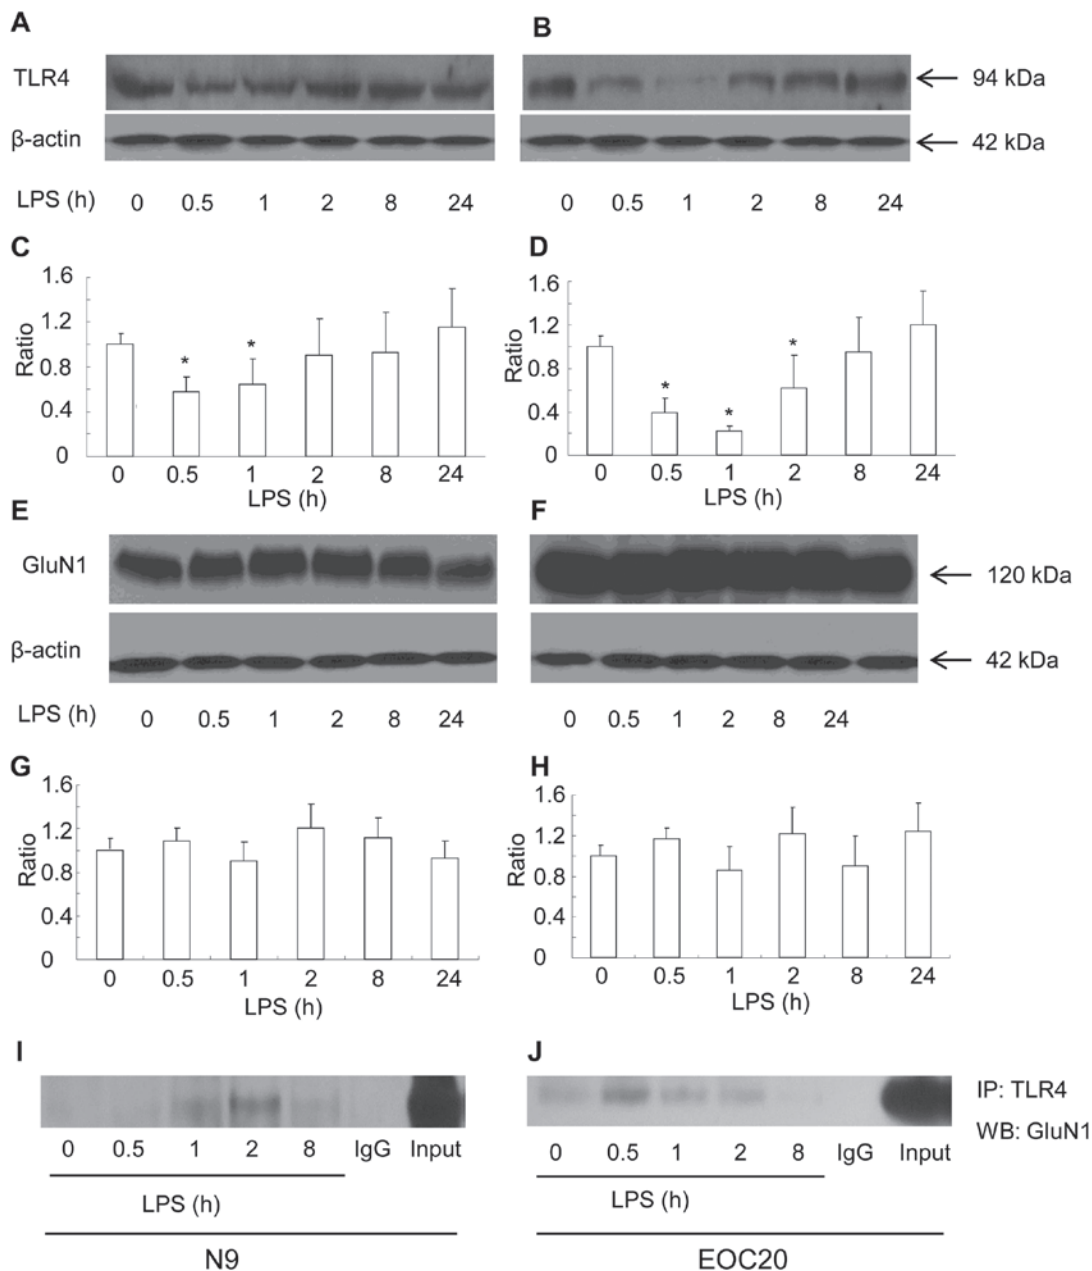 A
B
TLR4
94 kDa
β-actin
42 kDa
LPS (h) 0 0.5 1 2 8 24 0 0.5 1 2 8 24
C
D
1.6
1.2
0.8
0.4
0
Ratio
0 0.5 1 2 8 24
LPS (h)
* *
1.6
1.2
0.8
0.4
0
Ratio
0 0.5 1 2 8 24
LPS (h)
* * *
E
F
GluN1
120 kDa
β-actin
42 kDa
LPS (h) 0 0.5 1 2 8 24 0 0.5 1 2 8 24
G
H
1.6
1.2
0.8
0.4
0
Ratio
0 0.5 1 2 8 24
LPS (h)
1.6
1.2
0.8
0.4
0
Ratio
0 0.5 1 2 8 24
LPS (h)
I
J
IP: TLR4
WB: GluN1
0 0.5 1 2 8 IgG Input
LPS (h)
N9
0 0.5 1 2 8 IgG Input
LPS (h)
EOC20